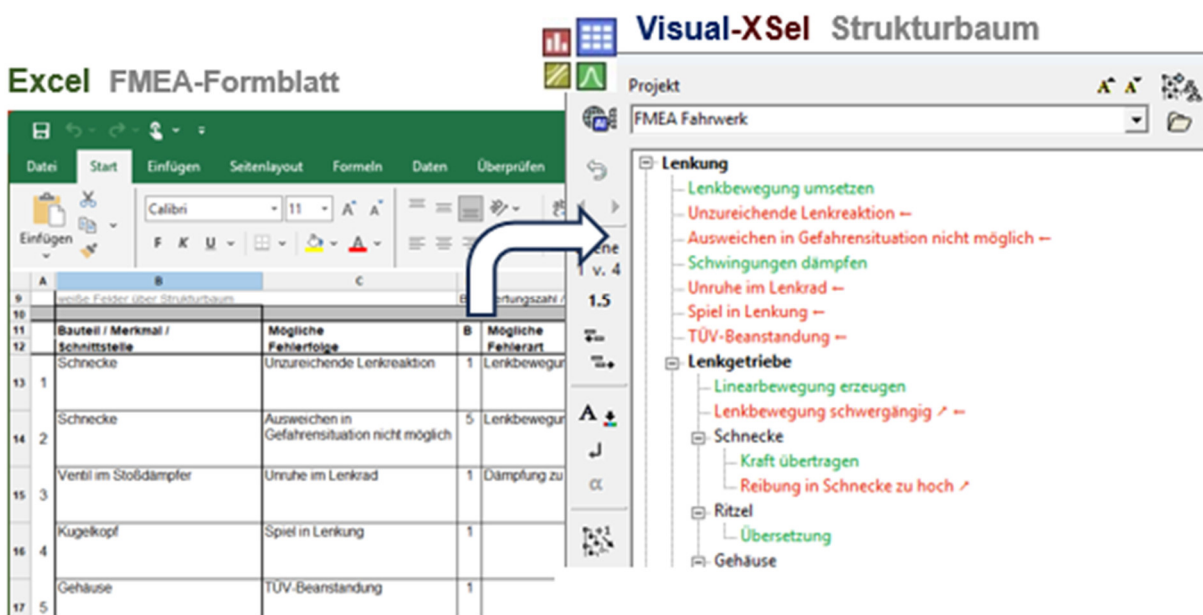 Visual-XSel Strukturbaum
Excel FMEA-Formblatt
Datei Start Einfügen Seitenlayout Formeln Daten Überprüfen
Einfügen
Calibri 11 A A
F K U A
A B C
9 weiße Felder über Strukturbaum
10
11 Bauteil / Merkmal / Mögliche B Mögliche
12 Schnittstelle Fehlerfolge Fehlerart
13 1 Schnecke Unzureichende Lenkreaktion 1
14 2 Schnecke Ausweichen in 5
Gefahrensituation nicht möglich
15 3 Ventil im Stoßdämpfer Unruhe im Lenkrad 1 Dämpfung zu
16 4 Kugelkopf Spiel in Lenkung 1
17 5 Gehäuse TÜV-Beanstandung 1
Projekt
FMEA Fahrwerk
1 v. 4
1.5
A
α
Lenkung
Lenkbewegung umsetzen
Unzureichende Lenkreaktion ←
Ausweichen in Gefahrensituation nicht möglich ←
Schwingungen dämpfen
Unruhe im Lenkrad ←
Spiel in Lenkung ←
TÜV-Beanstandung ←
Lenkgetriebe
Linearbewegung erzeugen
Lenkbewegung schwergängig ↗ ←
Schnecke
Kraft übertragen
Reibung in Schnecke zu hoch ↗
Ritzel
Übersetzung
Gehäuse